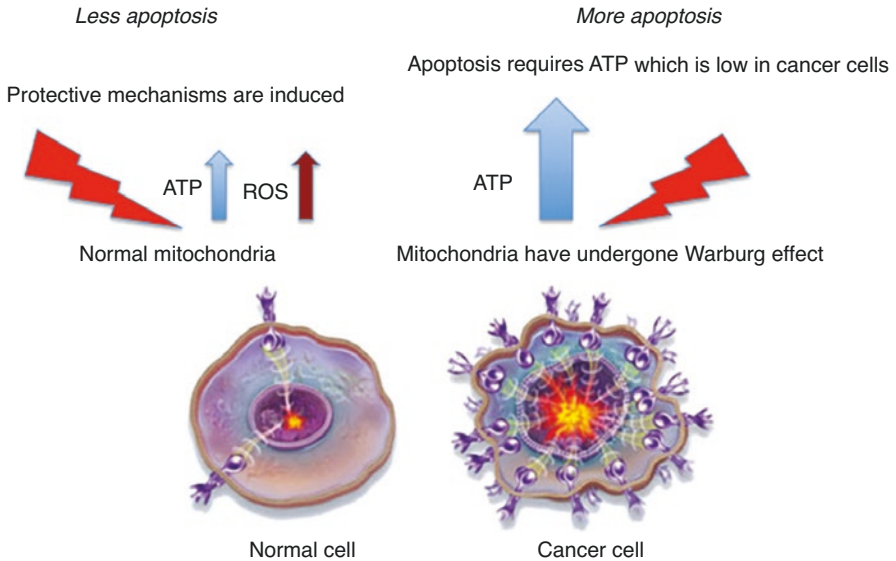 Less apoptosis
More apoptosis
Apoptosis requires ATP which is low in cancer cells
Protective mechanisms are induced
ATP
ROS
ATP
Normal mitochondria
Mitochondria have undergone Warburg effect
Normal cell
Cancer cell